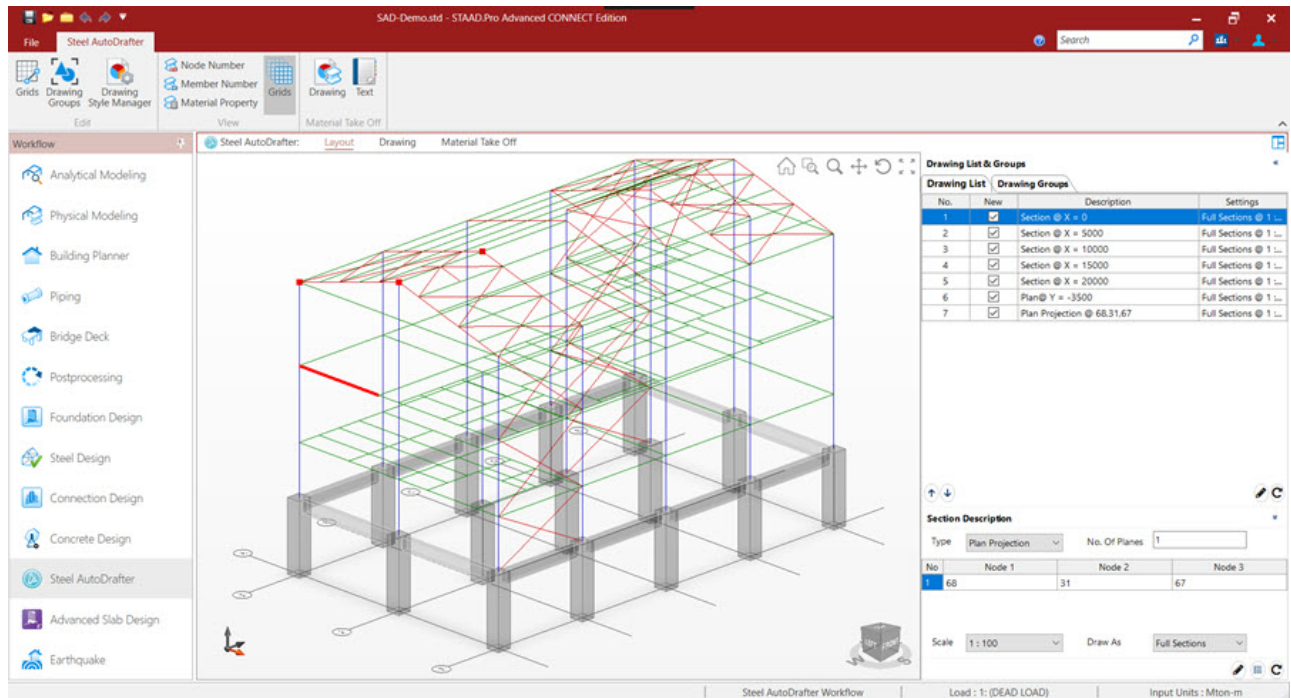 SAD-Demo.std - STAAD.Pro Advanced CONNECT Edition
File Steel AutoDrafter Search
Grids Drawing Groups Drawing Style Manager
Node Number
Member Number
Material Property
Grids
Drawing Text
Edit View Material Take Off
Workflow
Steel AutoDrafter: Layout Drawing Material Take Off
Analytical Modeling
Physical Modeling
Building Planner
Piping
Bridge Deck
Postprocessing
Foundation Design
Steel Design
Connection Design
Concrete Design
Steel AutoDrafter
Advanced Slab Design
Earthquake
Drawing List & Groups
Drawing List Drawing Groups
No. New Description Settings
1 Section @ X = 0 Full Sections @ 1 :...
2 Section @ X = 5000 Full Sections @ 1 :...
3 Section @ X = 10000 Full Sections @ 1 :...
4 Section @ X = 15000 Full Sections @ 1 :...
5 Section @ X = 20000 Full Sections @ 1 :...
6 Plan@ Y = -3500 Full Sections @ 1 :...
7 Plan Projection @ 68,31,67 Full Sections @ 1 :...
Section Description
Type Plan Projection No. Of Planes 1
No Node 1 Node 2 Node 3
1 68 31 67
Scale 1 : 100 Draw As Full Sections
Steel AutoDrafter Workflow Load : 1: (DEAD LOAD) Input Units : Mton-m